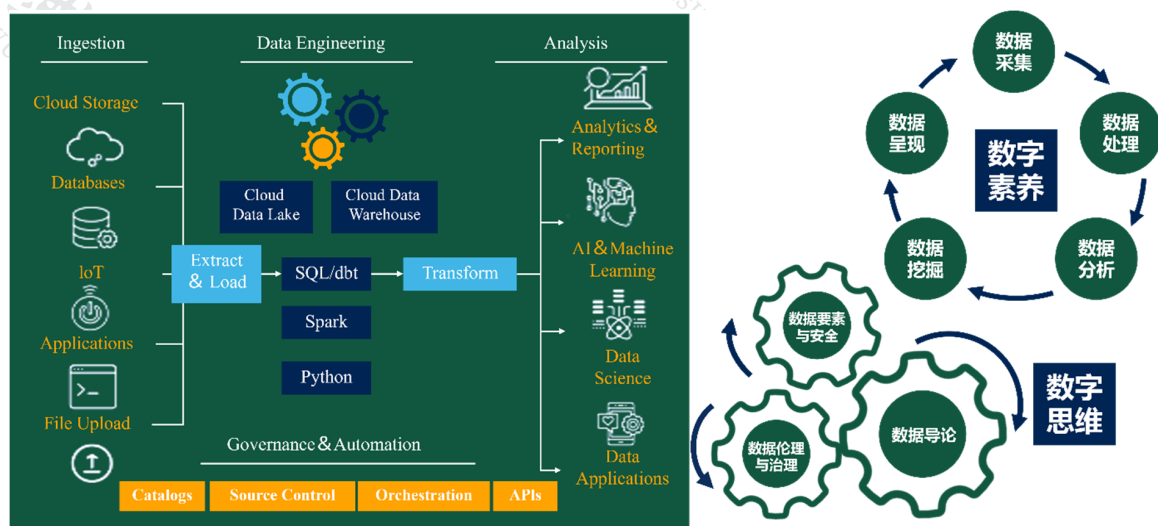 Ingestion
Data Engineering
Analysis
Cloud Storage
Databases
IoT
Applications
File Upload
Extract
& Load
Cloud
Data Lake
Cloud Data
Warehouse
SQL/dbt
Spark
Python
Transform
Analytics &
Reporting
AI & Machine
Learning
Data
Science
Data
Applications
Governance & Automation
Catalogs
Source Control
Orchestration
APIs
数据
采集
数据
处理
数据
分析
数据
挖掘
数据
呈现
数字
素养
数据要素
与安全
数据伦理
与治理
数据导论
数字
思维